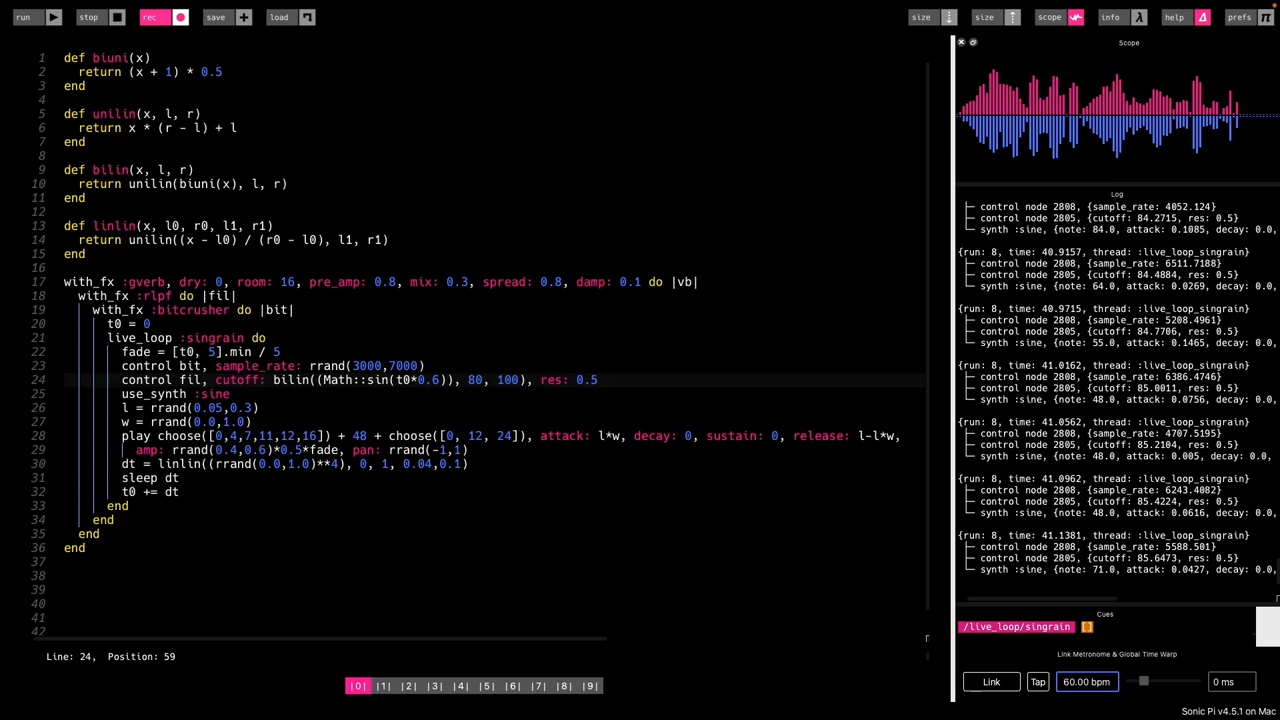 run stop rec save load size size scope info help prefs
1 def biuni(x)
2 return (x + 1) * 0.5
3 end
4
5 def unilin(x, l, r)
6 return x * (r - l) + l
7 end
8
9 def bilin(x, l, r)
10 return unilin(biuni(x), l, r)
11 end
12
13 def linlin(x, l0, r0, l1, r1)
14 return unilin((x - l0) / (r0 - l0), l1, r1)
15 end
16
17 with_fx :gverb, dry: 0, room: 16, pre_amp: 0.8, mix: 0.3, spread: 0.8, damp: 0.1 do |vb|
18 with_fx :rlpf do |fil|
19 with_fx :bitcrusher do |bit|
20 t0 = 0
21 live_loop :singrain do
22 fade = [t0, 5].min / 5
23 control bit, sample_rate: rrand(3000,7000)
24 control fil, cutoff: bilin((Math::sin(t0*0.6)), 80, 100), res: 0.5
25 use_synth :sine
26 l = rrand(0.05,0.3)
27 w = rrand(0.0,1.0)
28 play choose([0,4,7,11,12,16]) + 48 + choose([0, 12, 24]), attack: l*w, decay: 0, sustain: 0, release: l-l*w,
29 amp: rrand(0.4,0.6)*0.5*fade, pan: rrand(-1,1)
30 dt = linlin((rrand(0.0,1.0)**4), 0, 1, 0.04,0.1)
31 sleep dt
32 t0 += dt
33 end
34 end
35 end
36 end
37
38
39
40
41
42
Line: 24, Position: 59
|0| |1| |2| |3| |4| |5| |6| |7| |8| |9|
Scope
Log
├─ control node 2808, {sample_rate: 4052.124}
├─ control node 2805, {cutoff: 84.2715, res: 0.5}
└─ synth :sine, {note: 84.0, attack: 0.1085, decay: 0.0,
{run: 8, time: 40.9157, thread: :live_loop_singrain}
├─ control node 2808, {sample_rate: 6511.7188}
├─ control node 2805, {cutoff: 84.4884, res: 0.5}
└─ synth :sine, {note: 64.0, attack: 0.0269, decay: 0.0,
{run: 8, time: 40.9715, thread: :live_loop_singrain}
├─ control node 2808, {sample_rate: 5208.4961}
├─ control node 2805, {cutoff: 84.7706, res: 0.5}
└─ synth :sine, {note: 55.0, attack: 0.1465, decay: 0.0,
{run: 8, time: 41.0162, thread: :live_loop_singrain}
├─ control node 2808, {sample_rate: 6386.4746}
├─ control node 2805, {cutoff: 85.0011, res: 0.5}
└─ synth :sine, {note: 48.0, attack: 0.0756, decay: 0.0,
{run: 8, time: 41.0562, thread: :live_loop_singrain}
├─ control node 2808, {sample_rate: 4707.5195}
├─ control node 2805, {cutoff: 85.2104, res: 0.5}
└─ synth :sine, {note: 48.0, attack: 0.005, decay: 0.0,
{run: 8, time: 41.0962, thread: :live_loop_singrain}
├─ control node 2808, {sample_rate: 6243.4082}
├─ control node 2805, {cutoff: 85.4224, res: 0.5}
└─ synth :sine, {note: 48.0, attack: 0.0616, decay: 0.0,
{run: 8, time: 41.1381, thread: :live_loop_singrain}
├─ control node 2808, {sample_rate: 5588.501}
├─ control node 2805, {cutoff: 85.6473, res: 0.5}
└─ synth :sine, {note: 71.0, attack: 0.0427, decay: 0.0,
Cues
/live_loop/singrain []
Link Metronome & Global Time Warp
Link Tap 60.00 bpm 0 ms
Sonic Pi v4.5.1 on Mac